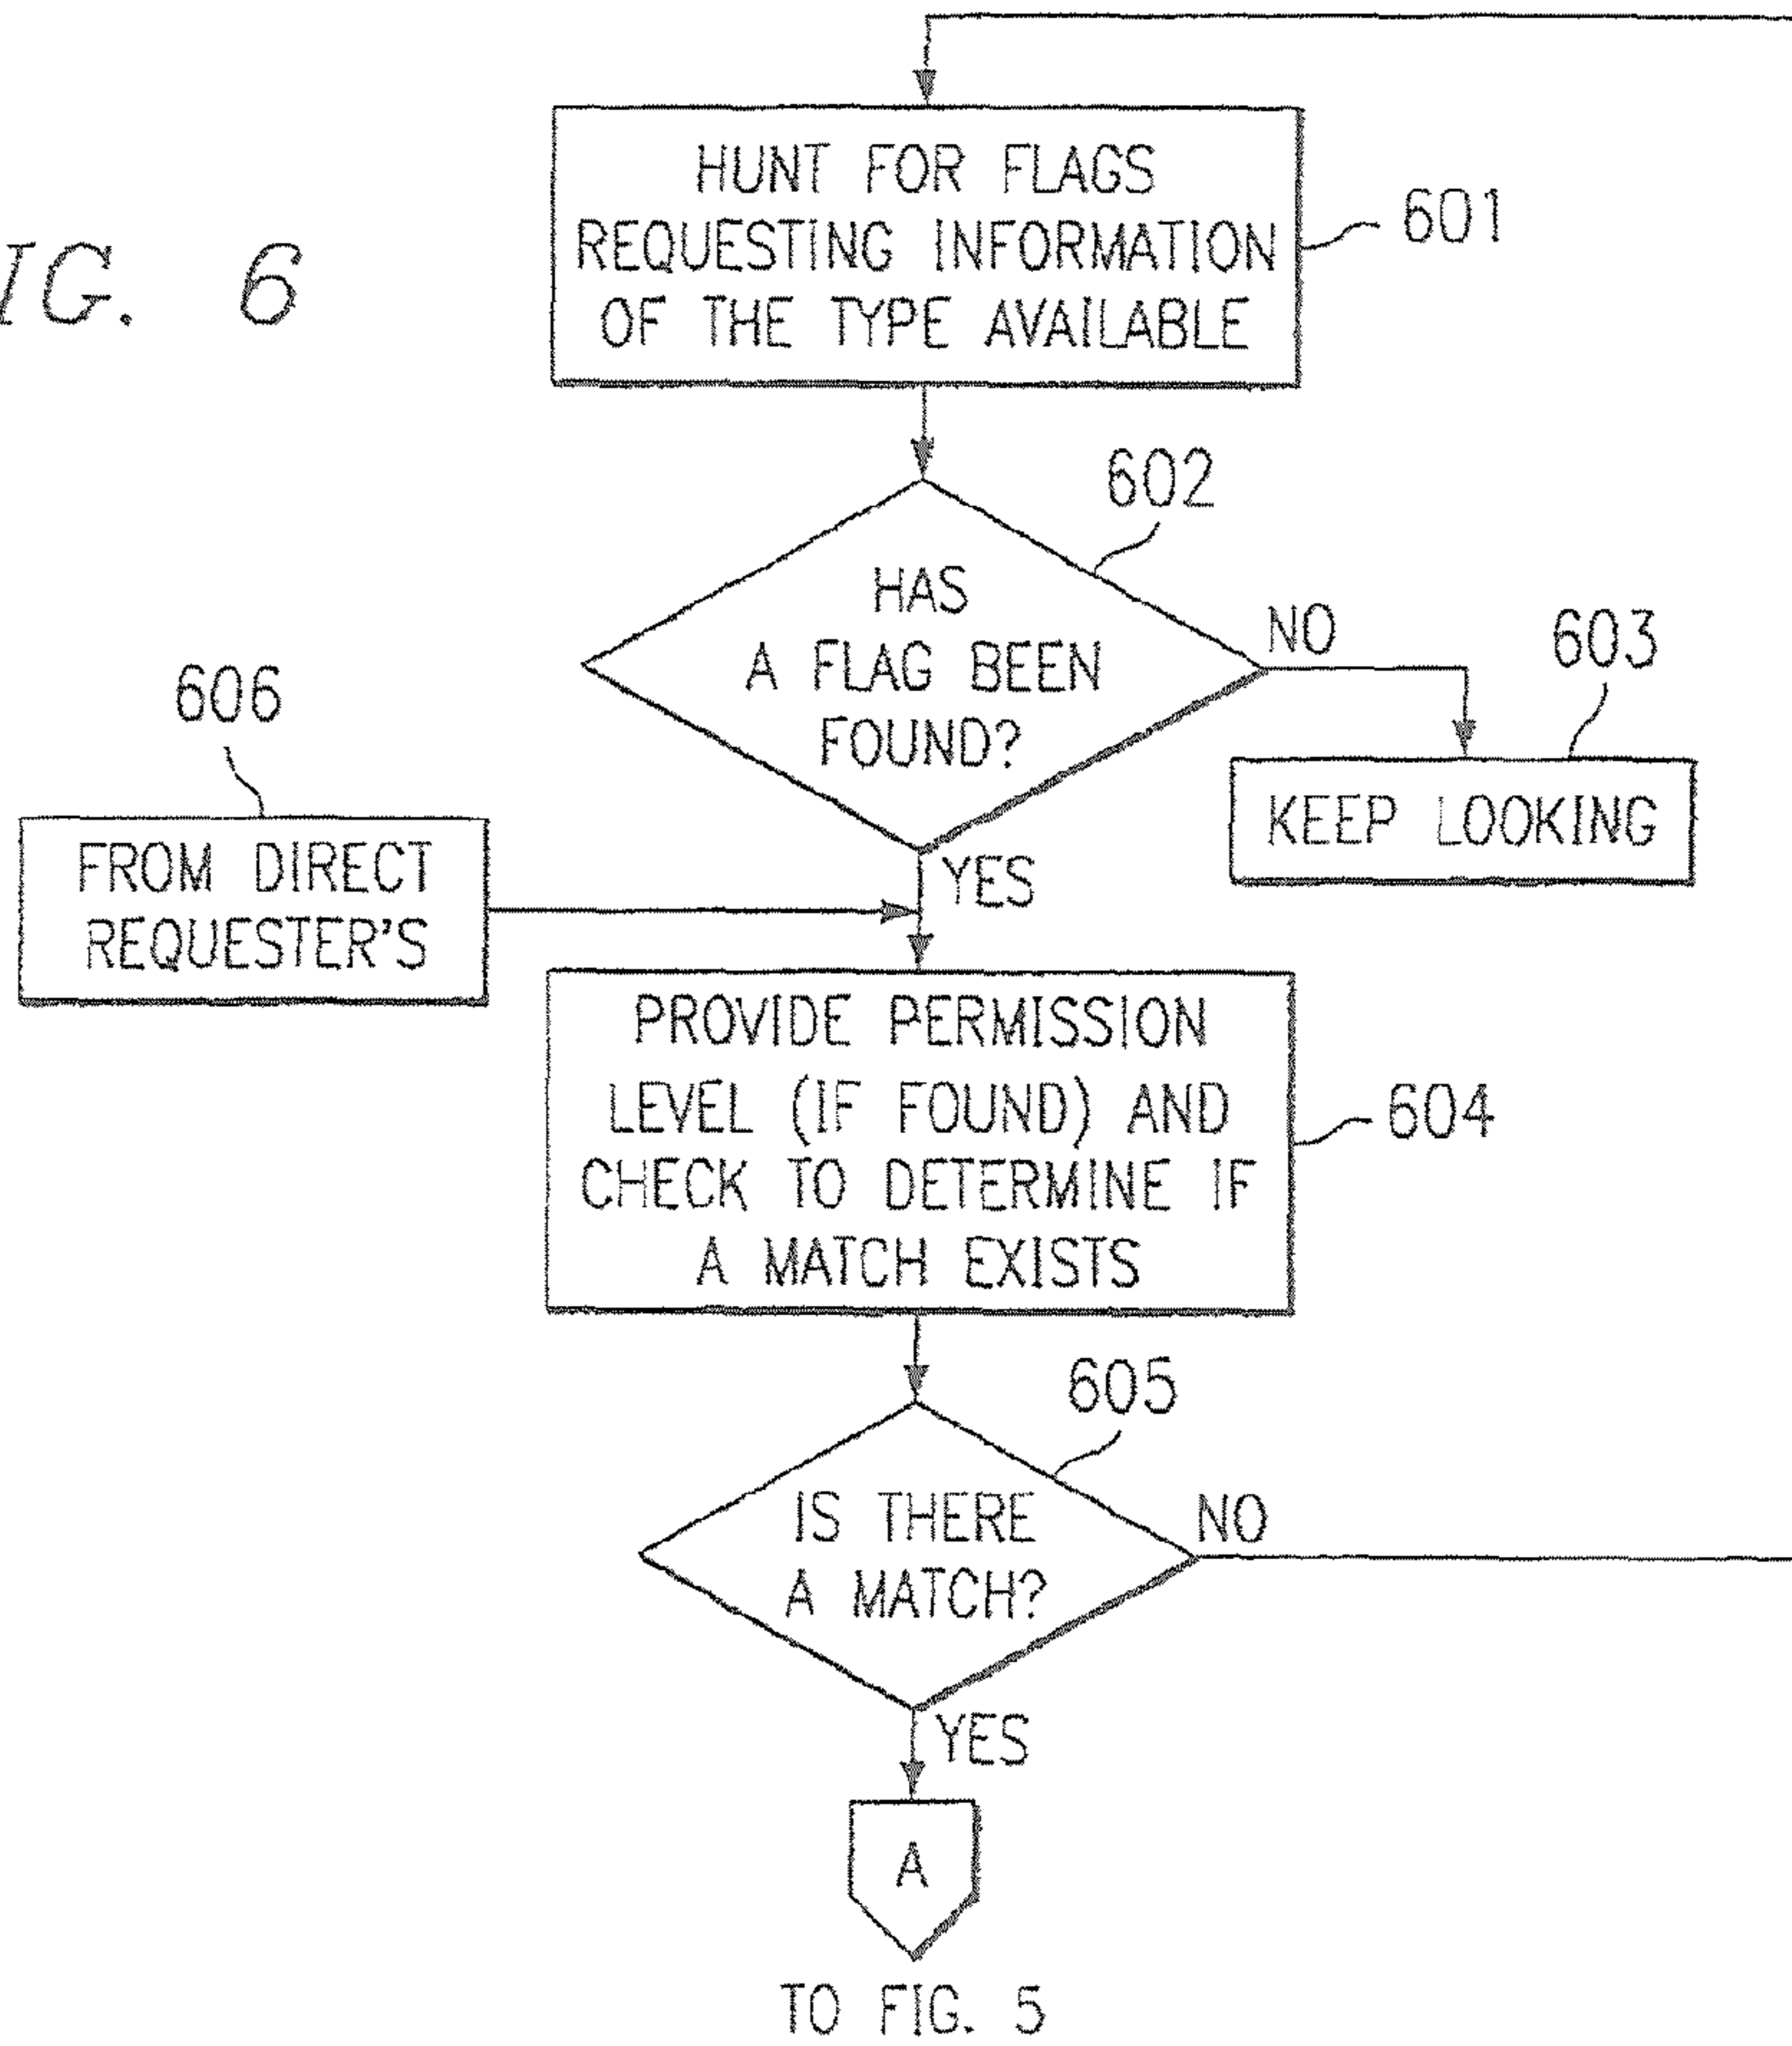 IG. 6
HUNT FOR FLAGS
REQUESTING INFORMATION
OF THE TYPE AVAILABLE
601
602
HAS
A FLAG BEEN
FOUND?
NO
603
KEEP LOOKING
606
FROM DIRECT
REQUESTER'S
YES
PROVIDE PERMISSION
LEVEL (IF FOUND) AND
CHECK TO DETERMINE IF
A MATCH EXISTS
604
605
IS THERE
A MATCH?
NO
YES
A
TO FIG. 5